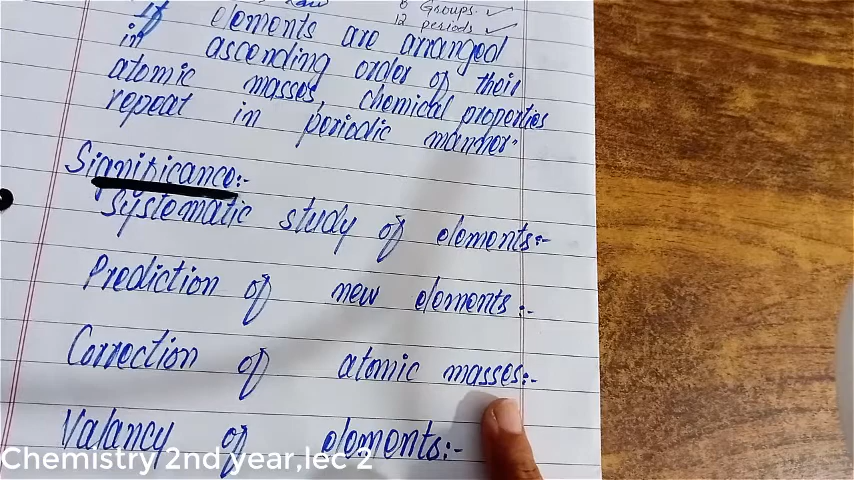 8 Groups ✓
12 periods ✓
If elements are arranged
in ascending order of their
atomic masses, chemical properties
repeat in periodic manner.
Significance:-
Systematic study of elements:-
Prediction of new elements:-
Correction of atomic masses:-
Valancy of elements:-
Chemistry 2nd year,lec 2